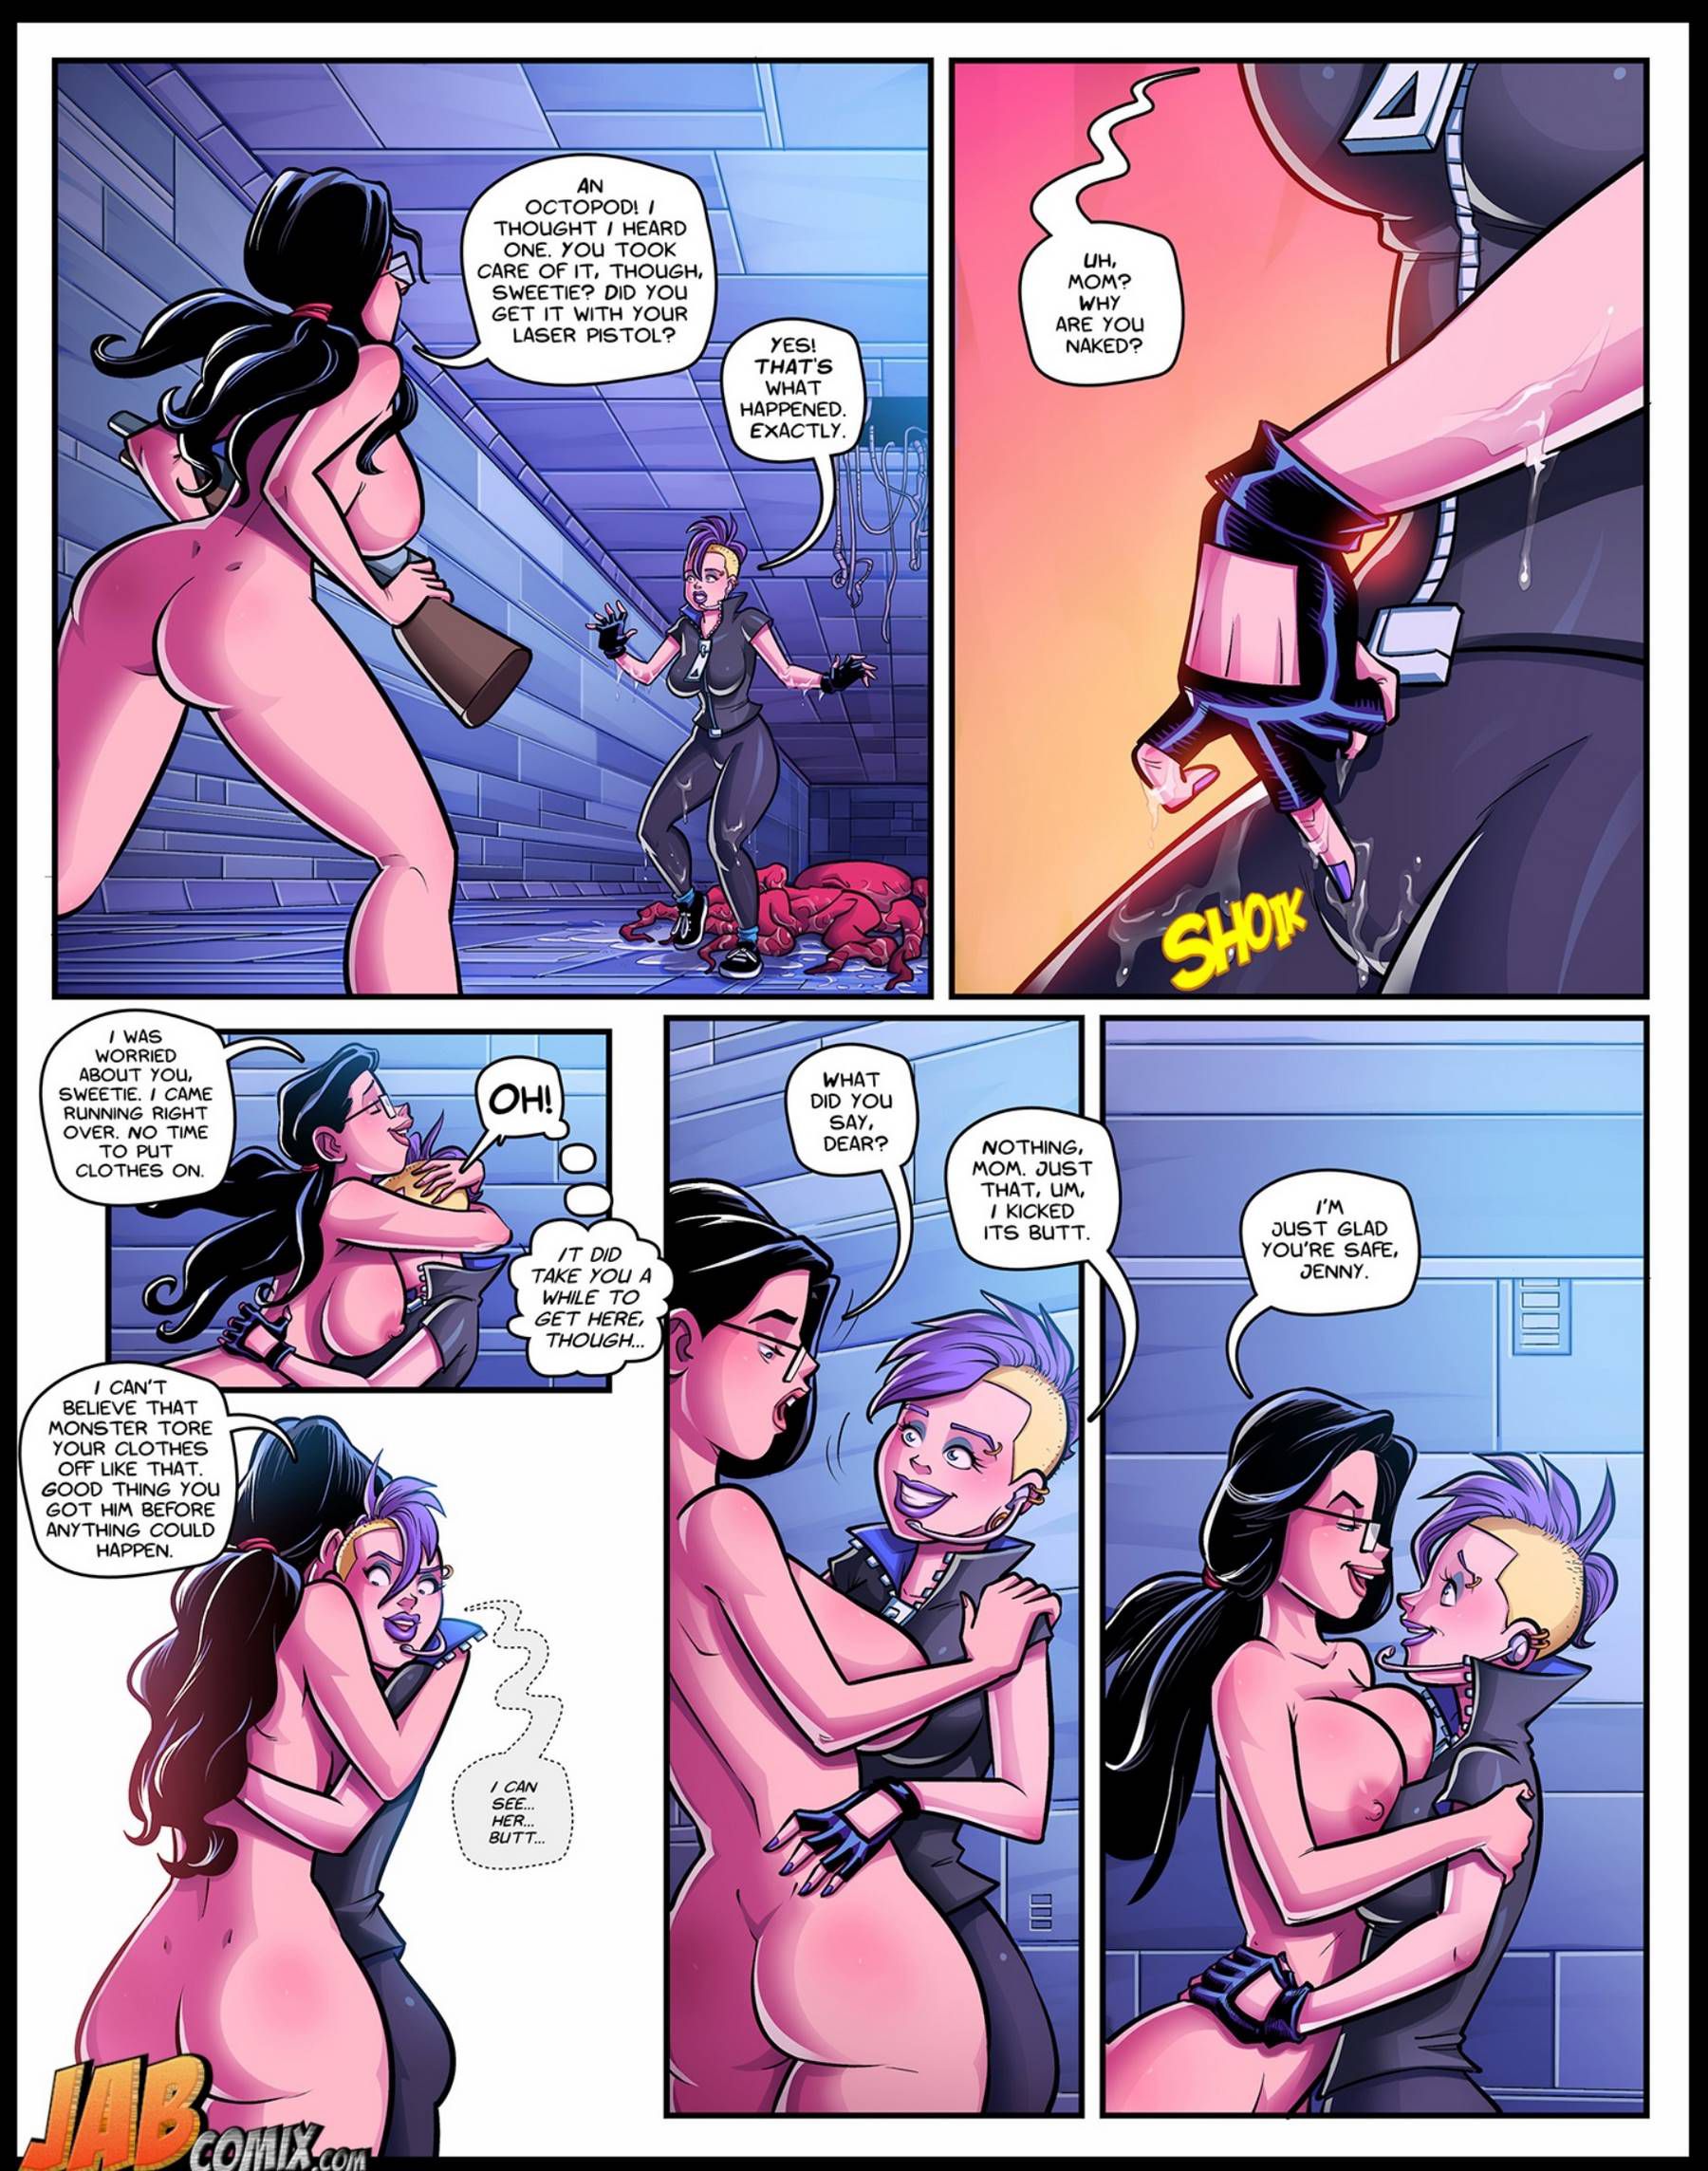 AN
OCTOPOD! I
THOUGHT I HEARD
ONE. YOU TOOK
CARE OF IT, THOUGH,
SWEETIE? DID YOU
GET IT WITH YOUR
LASER PISTOL?
YES!
THAT'S
WHAT
HAPPENED.
EXACTLY.
UH,
MOM?
WHY
ARE YOU
NAKED?
SHOIK
I WAS
WORRIED
ABOUT YOU,
SWEETIE. I CAME
RUNNING RIGHT
OVER. NO TIME
TO PUT
CLOTHES ON.
OH!
IT DID
TAKE YOU A
WHILE TO
GET HERE,
THOUGH...
I CAN'T
BELIEVE THAT
MONSTER TORE
YOUR CLOTHES
OFF LIKE THAT.
GOOD THING YOU
GOT HIM BEFORE
ANYTHING COULD
HAPPEN.
I CAN
SEE...
HER...
BUTT...
WHAT
DID YOU
SAY,
DEAR?
NOTHING,
MOM. JUST
THAT, UM,
I KICKED
ITS BUTT.
I'M
JUST GLAD
YOU'RE SAFE,
JENNY.
JAB
COMIX.COM